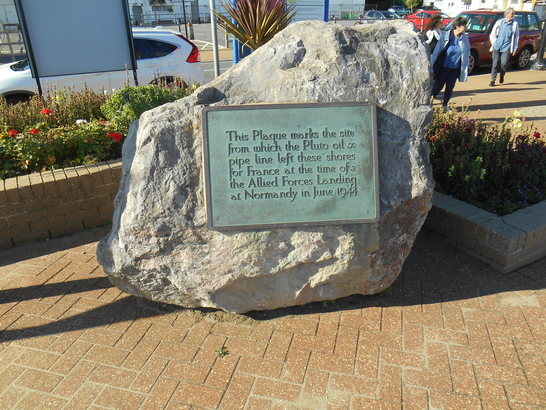 This Plaque marks the site
from which the Pluto oil
pipe line left these shores
for France at the time of
the Allied Forces Landing
at Normandy in June 1944